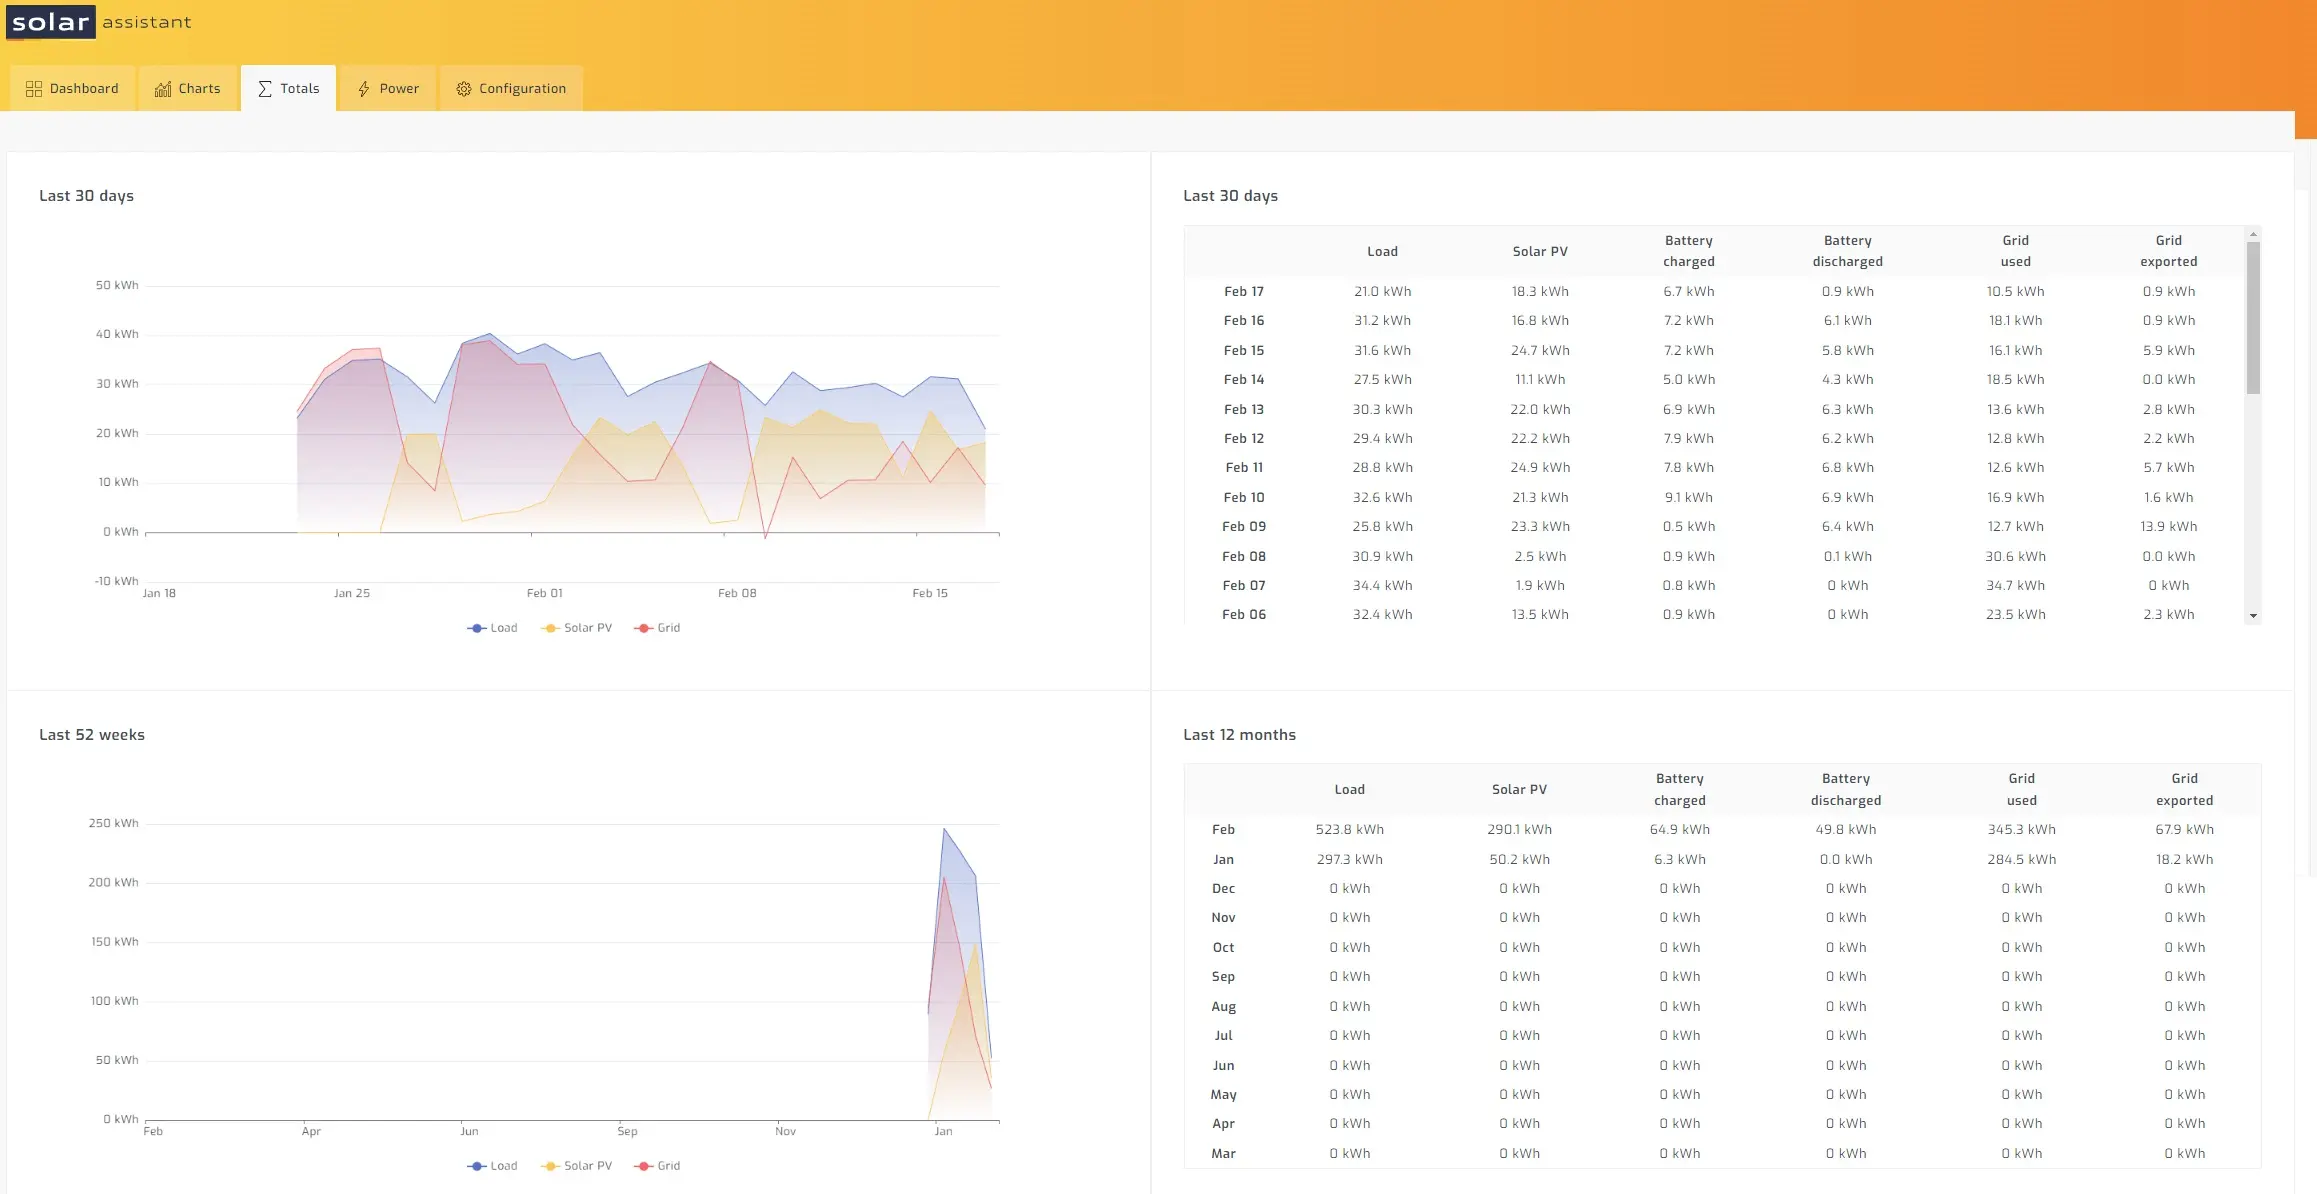 solar assistant
Dashboard Charts Totals Power Configuration
Last 30 days
50 kWh
40 kWh
30 kWh
20 kWh
10 kWh
0 kWh
-10 kWh
Jan 18 Jan 25 Feb 01 Feb 08 Feb 15
Load Solar PV Grid
Last 30 days
Load Solar PV Battery charged Battery discharged Grid used Grid exported
Feb 17 21.0 kWh 18.3 kWh 6.7 kWh 0.9 kWh 10.5 kWh 0.9 kWh
Feb 16 31.2 kWh 16.8 kWh 7.2 kWh 6.1 kWh 18.1 kWh 0.9 kWh
Feb 15 31.6 kWh 24.7 kWh 7.2 kWh 5.8 kWh 16.1 kWh 5.9 kWh
Feb 14 27.5 kWh 11.1 kWh 5.0 kWh 4.3 kWh 18.5 kWh 0.0 kWh
Feb 13 30.3 kWh 22.0 kWh 6.9 kWh 6.3 kWh 13.6 kWh 2.8 kWh
Feb 12 29.4 kWh 22.2 kWh 7.9 kWh 6.2 kWh 12.8 kWh 2.2 kWh
Feb 11 28.8 kWh 24.9 kWh 7.8 kWh 6.8 kWh 12.6 kWh 5.7 kWh
Feb 10 32.6 kWh 21.3 kWh 9.1 kWh 6.9 kWh 16.9 kWh 1.6 kWh
Feb 09 25.8 kWh 23.3 kWh 0.5 kWh 6.4 kWh 12.7 kWh 13.9 kWh
Feb 08 30.9 kWh 2.5 kWh 0.9 kWh 0.1 kWh 30.6 kWh 0.0 kWh
Feb 07 34.4 kWh 1.9 kWh 0.8 kWh 0 kWh 34.7 kWh 0 kWh
Feb 06 32.4 kWh 13.5 kWh 0.9 kWh 0 kWh 23.5 kWh 2.3 kWh
Last 52 weeks
250 kWh
200 kWh
150 kWh
100 kWh
50 kWh
0 kWh
Feb Apr Jun Sep Nov Jan
Load Solar PV Grid
Last 12 months
Load Solar PV Battery charged Battery discharged Grid used Grid exported
Feb 523.8 kWh 290.1 kWh 64.9 kWh 49.8 kWh 345.3 kWh 67.9 kWh
Jan 297.3 kWh 50.2 kWh 6.3 kWh 0.0 kWh 284.5 kWh 18.2 kWh
Dec 0 kWh 0 kWh 0 kWh 0 kWh 0 kWh 0 kWh
Nov 0 kWh 0 kWh 0 kWh 0 kWh 0 kWh 0 kWh
Oct 0 kWh 0 kWh 0 kWh 0 kWh 0 kWh 0 kWh
Sep 0 kWh 0 kWh 0 kWh 0 kWh 0 kWh 0 kWh
Aug 0 kWh 0 kWh 0 kWh 0 kWh 0 kWh 0 kWh
Jul 0 kWh 0 kWh 0 kWh 0 kWh 0 kWh 0 kWh
Jun 0 kWh 0 kWh 0 kWh 0 kWh 0 kWh 0 kWh
May 0 kWh 0 kWh 0 kWh 0 kWh 0 kWh 0 kWh
Apr 0 kWh 0 kWh 0 kWh 0 kWh 0 kWh 0 kWh
Mar 0 kWh 0 kWh 0 kWh 0 kWh 0 kWh 0 kWh